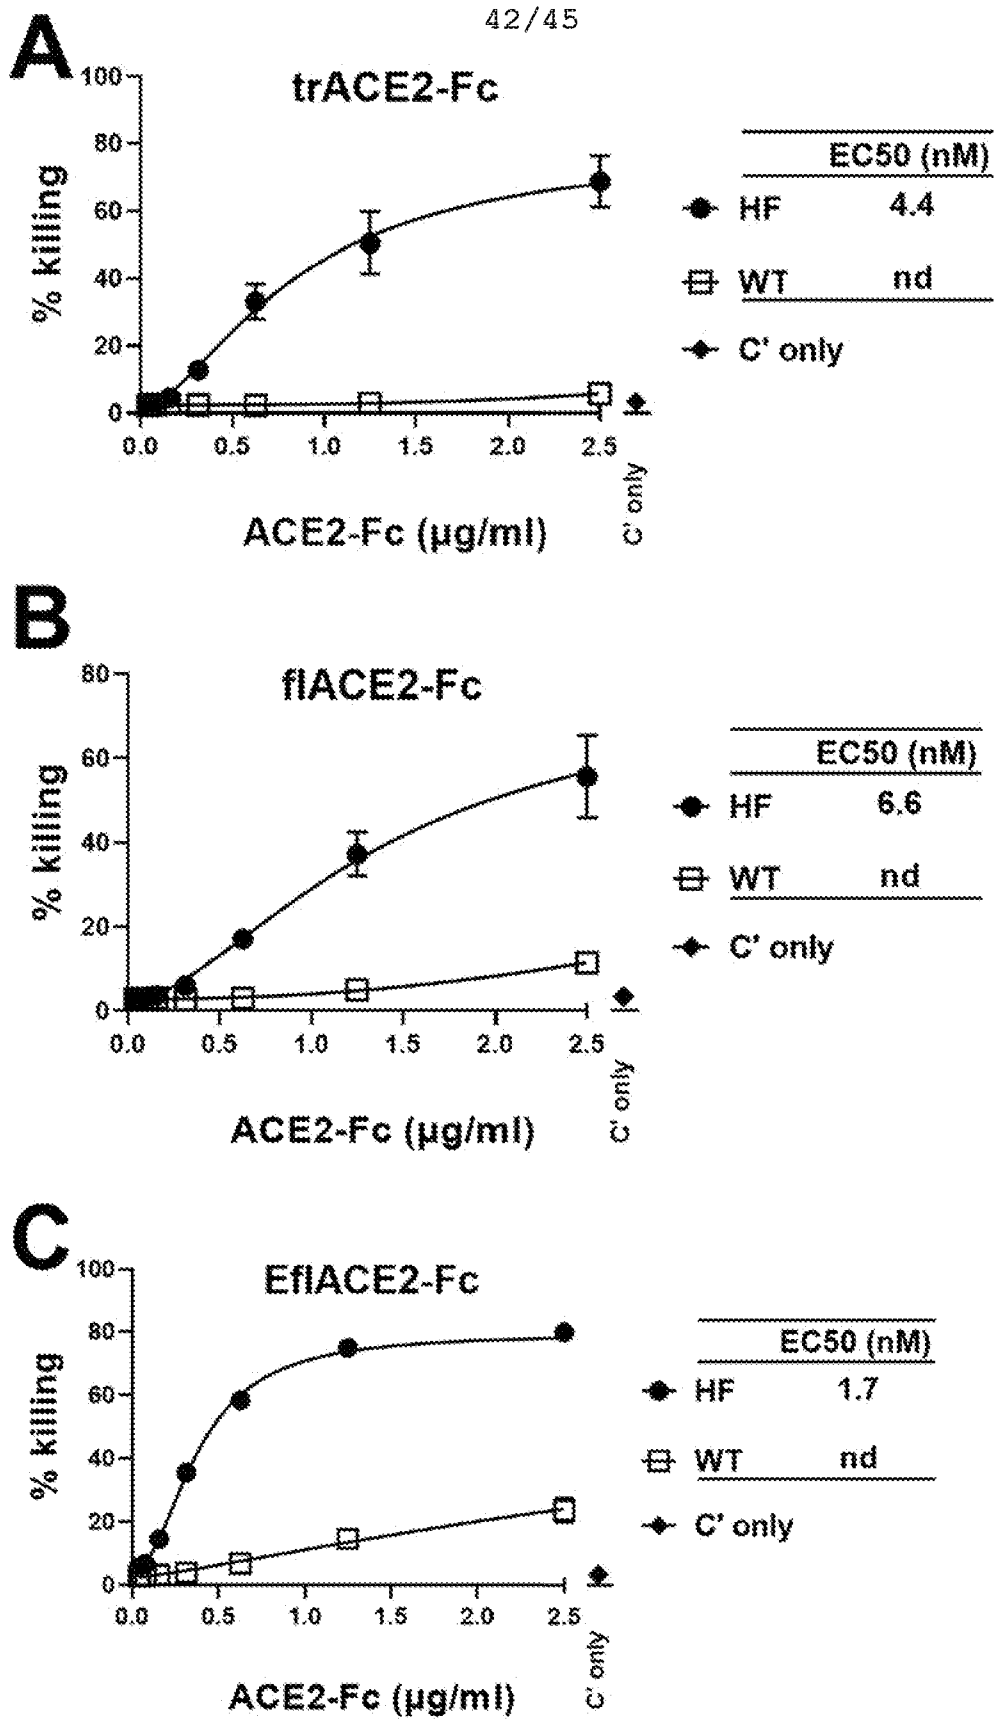 42/45
A
trACE2-Fc
100
80
60
40
20
0
% killing
0.0 0.5 1.0 1.5 2.0 2.5
C' only
ACE2-Fc (µg/ml)
EC50 (nM)
HF 4.4
WT nd
C' only
B
flACE2-Fc
80
60
40
20
0
% killing
0.0 0.5 1.0 1.5 2.0 2.5
C' only
ACE2-Fc (µg/ml)
EC50 (nM)
HF 6.6
WT nd
C' only
C
EflACE2-Fc
100
80
60
40
20
0
% killing
0.0 0.5 1.0 1.5 2.0 2.5
C' only
ACE2-Fc (µg/ml)
EC50 (nM)
HF 1.7
WT nd
C' only